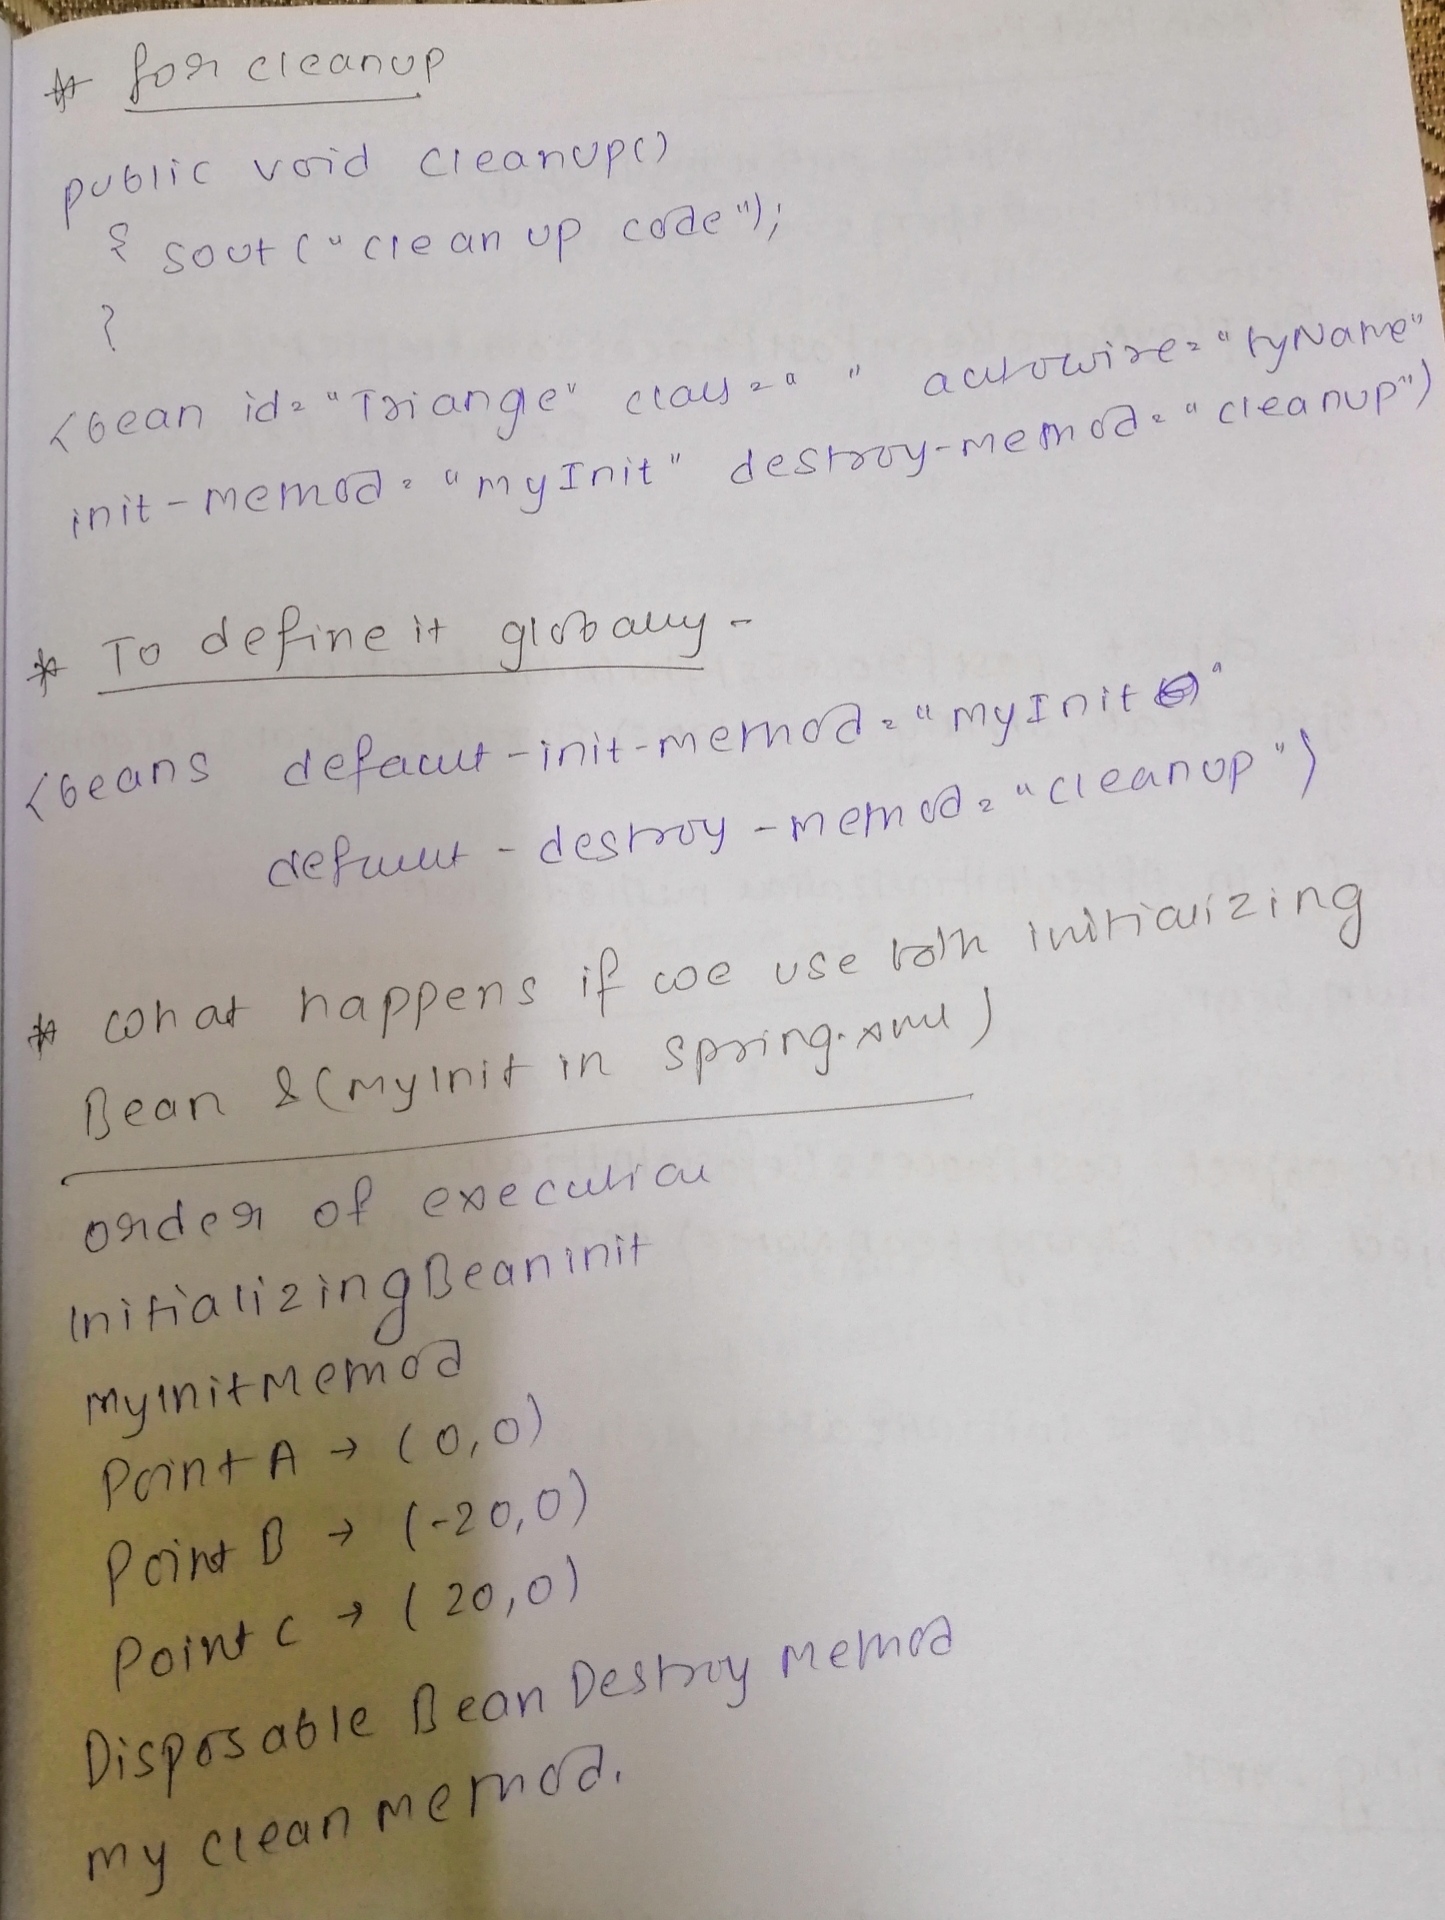 * for cleanup
public void cleanup()
{ sout ("clean up code");
}
<bean id="Triangle" class=" " autowire="byName"
init-method="myInit" destroy-method="cleanup")
* To define it globally -
<beans default-init-method="myInit"
default-destroy-method="cleanup")
* What happens if we use both initializing
Bean & (myInit in spring.xml)
order of execution
InitializingBean init
myInitMethod
Point A → (0,0)
Point B → (-20,0)
Point C → (20,0)
Disposable Bean Destroy Method
my clean method.